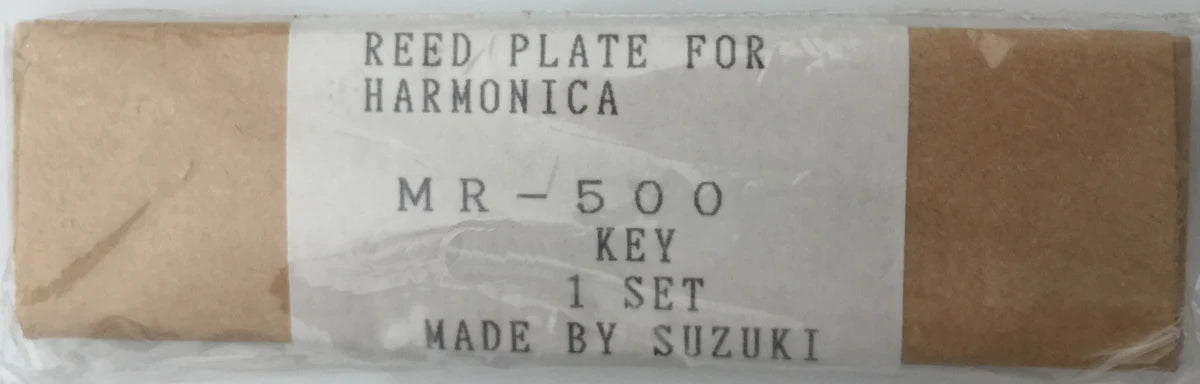 REED PLATE FOR
HARMONICA
MR-500
KEY
1 SET
MADE BY SUZUKI